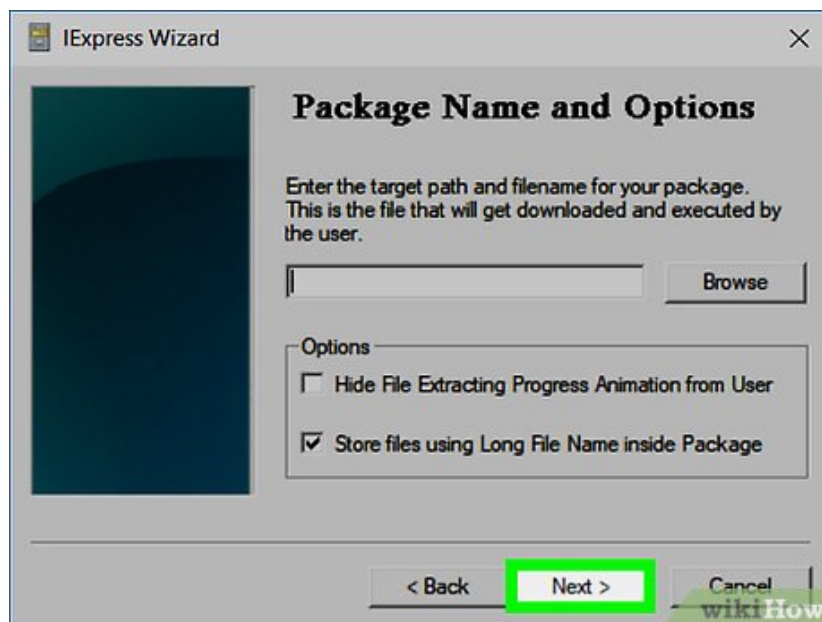 IExpress Wizard
Package Name and Options
Enter the target path and filename for your package.
This is the file that will get downloaded and executed by
the user.
Browse
Options
Hide File Extracting Progress Animation from User
Store files using Long File Name inside Package
< Back
Next >
Cancel
wikiHow